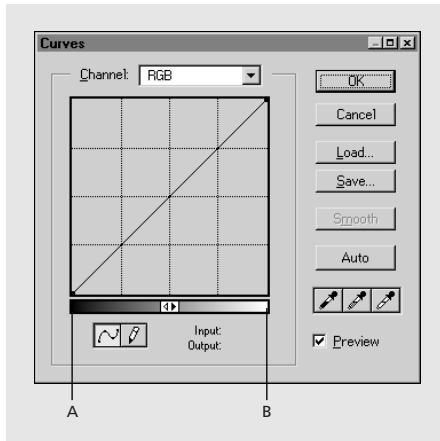 Curves
Channel: RGB
OK
Cancel
Load...
Save...
Smooth
Auto
Input:
Output:
Preview
A
B